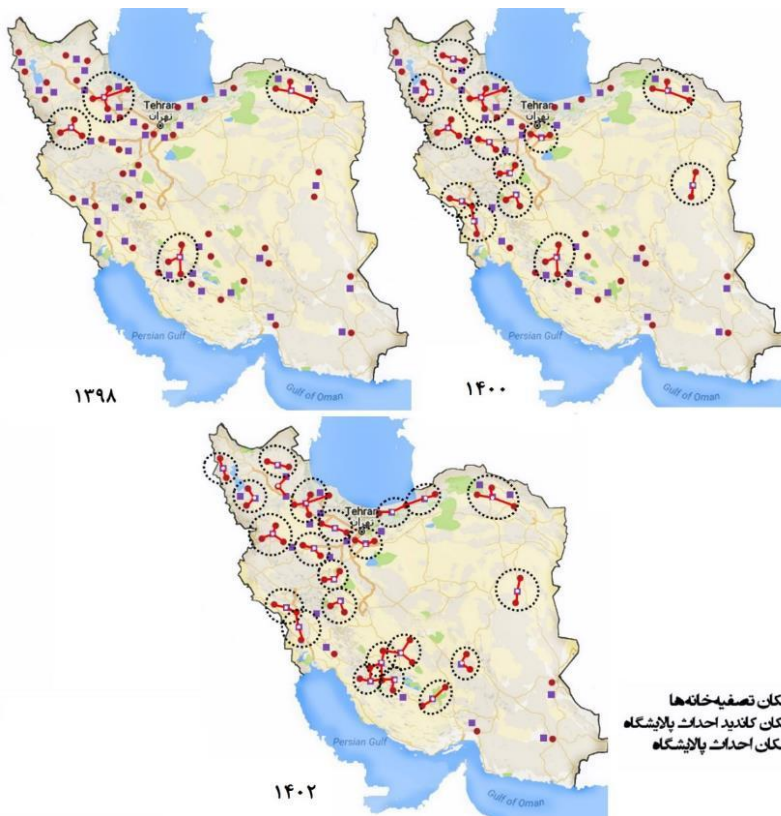 Tehran
تهران
Persian Gulf
Gulf of Oman
۱۳۹۸
Tehran
تهران
Persian Gulf
Gulf of Oman
۱۴۰۰
Tehran
تهران
Persian Gulf
Gulf of Oman
۱۴۰۲
کان تصفیه‌خانه‌ها
کان کاندید احداث پالایشگاه
کان احداث پالایشگاه